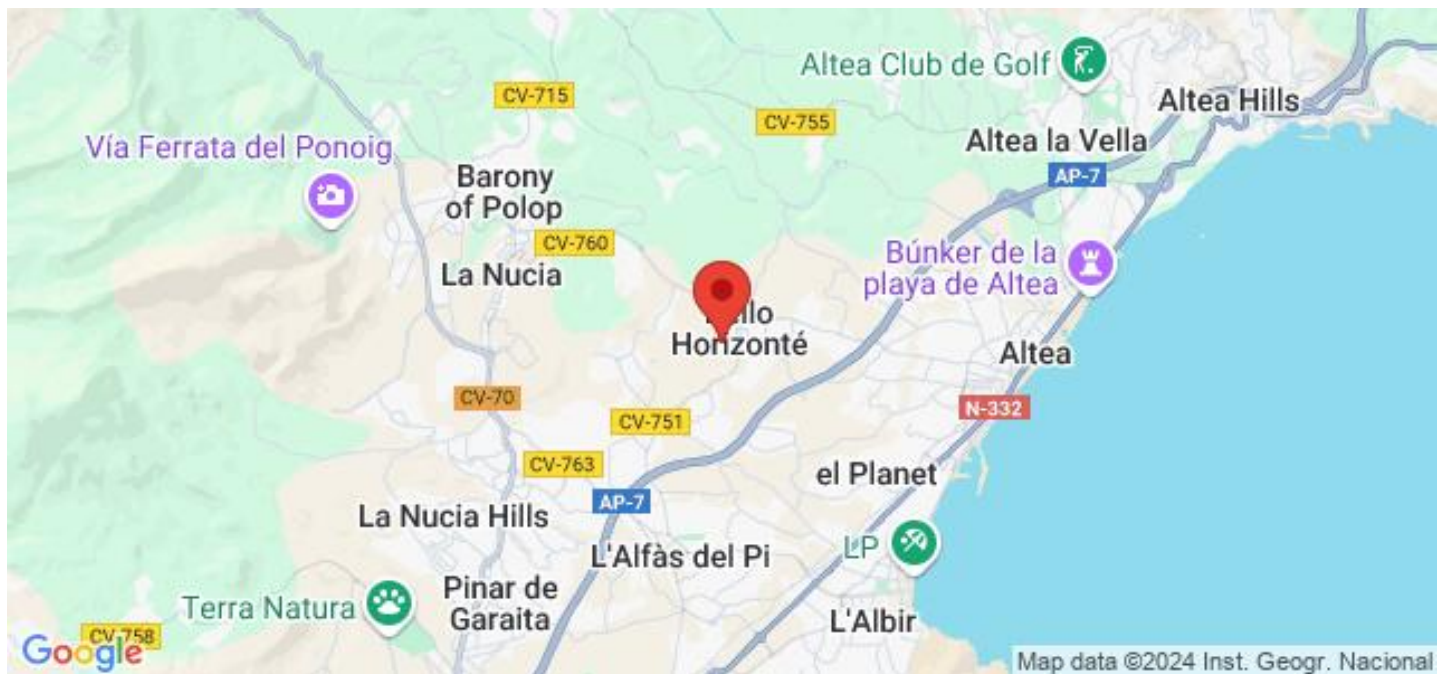 Altea Club de Golf
CV-715
Altea Hills
CV-755
Vía Ferrata del Ponoig
Altea la Vella
AP-7
Barony
of Polop
CV-760
Búnker de la
playa de Altea
La Nucia
Horizonté
Altea
CV-70
N-332
CV-751
CV-763
el Planet
AP-7
La Nucia Hills
LP
L'Alfàs del Pi
Pinar de
Garaita
Terra Natura
L'Albir
CV-758
Google
Map data ©2024 Inst. Geogr. Nacional